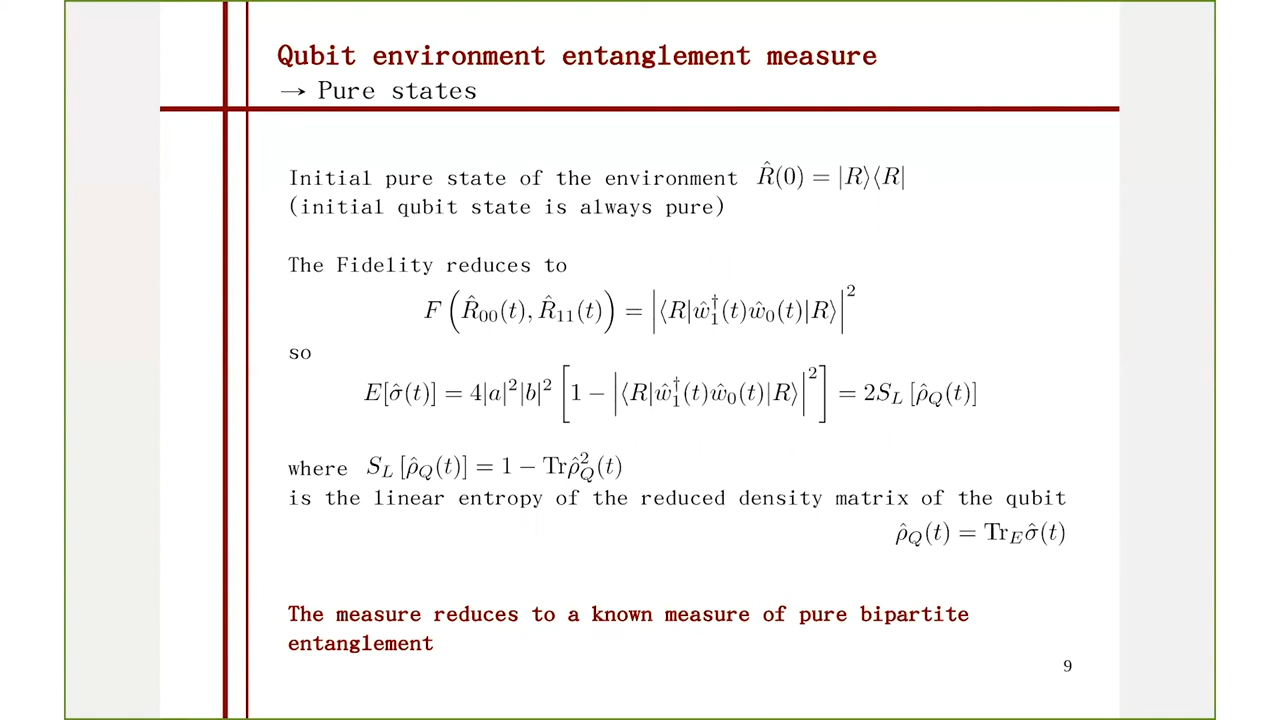 Qubit environment entanglement measure
→ Pure states
Initial pure state of the environment R̂(0) = |R⟩⟨R|
(initial qubit state is always pure)
The Fidelity reduces to
F(R̂₀₀(t), R̂₁₁(t)) = |⟨R|ŵ₁†(t)ŵ₀(t)|R⟩|²
so
E[σ̂(t)] = 4|a|²|b|² [1 − |⟨R|ŵ₁†(t)ŵ₀(t)|R⟩|²] = 2S_L [ρ̂_Q(t)]
where S_L [ρ̂_Q(t)] = 1 − Trρ̂_Q²(t)
is the linear entropy of the reduced density matrix of the qubit
ρ̂_Q(t) = Tr_E σ̂(t)
The measure reduces to a known measure of pure bipartite
entanglement
9